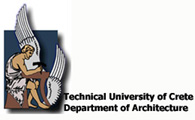 Technical University of Crete
Department of Architecture